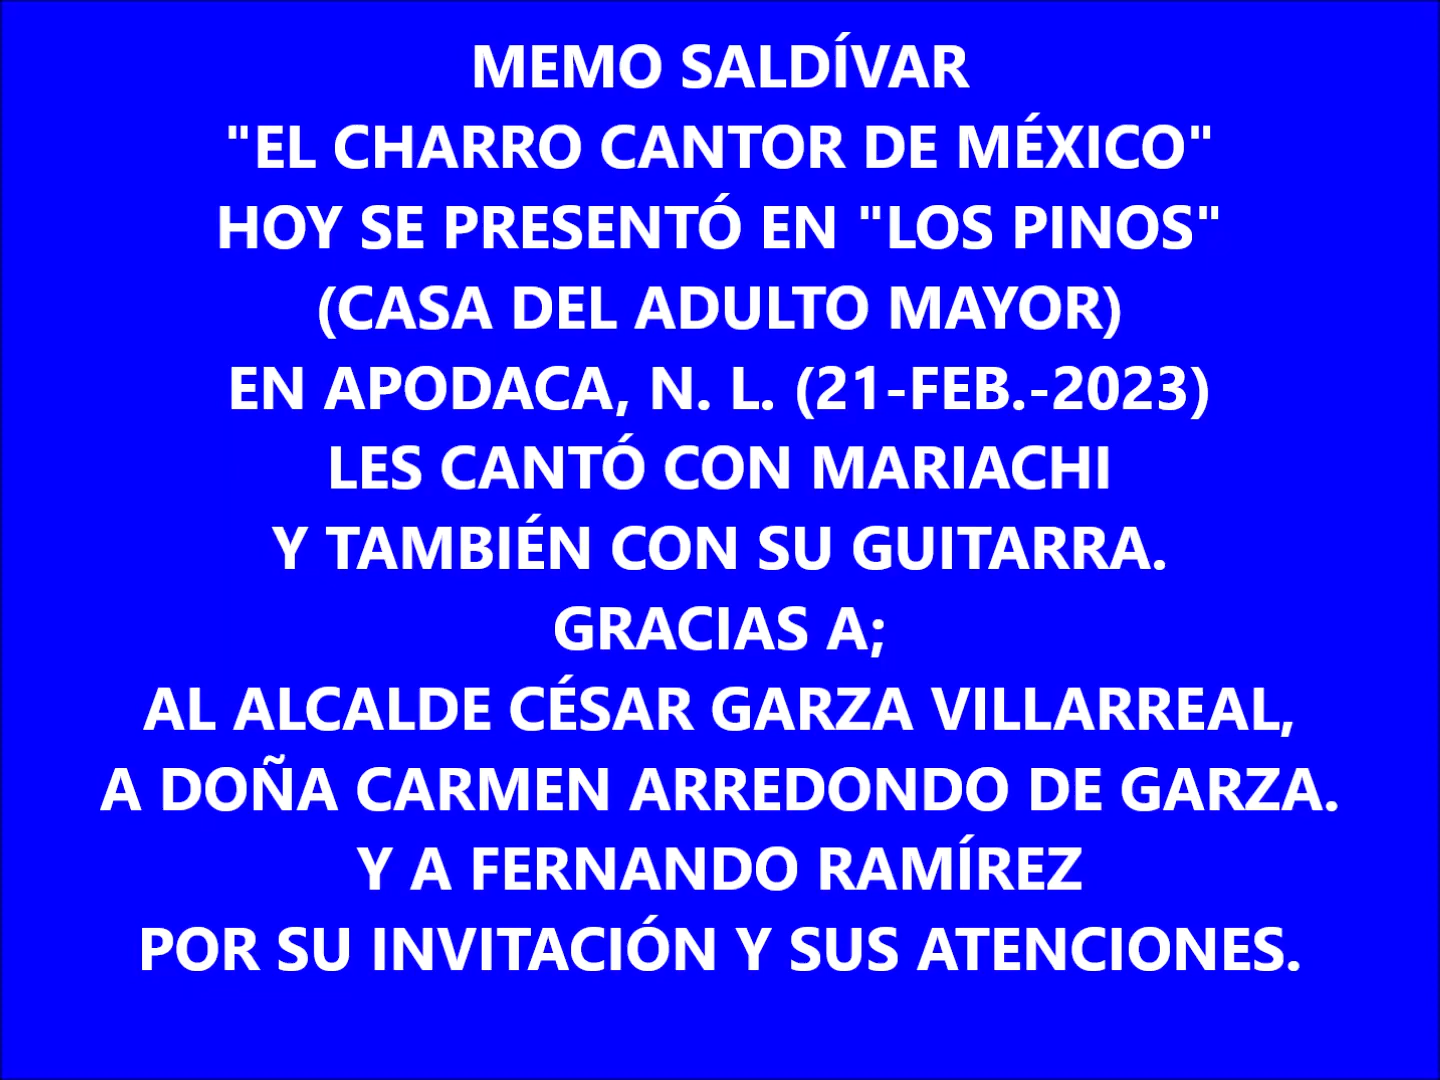 MEMO SALDÍVAR
"EL CHARRO CANTOR DE MÉXICO"
HOY SE PRESENTÓ EN "LOS PINOS"
(CASA DEL ADULTO MAYOR)
EN APODACA, N. L. (21-FEB.-2023)
LES CANTÓ CON MARIACHI
Y TAMBIÉN CON SU GUITARRA.
GRACIAS A;
AL ALCALDE CÉSAR GARZA VILLARREAL,
A DOÑA CARMEN ARREDONDO DE GARZA.
Y A FERNANDO RAMÍREZ
POR SU INVITACIÓN Y SUS ATENCIONES.